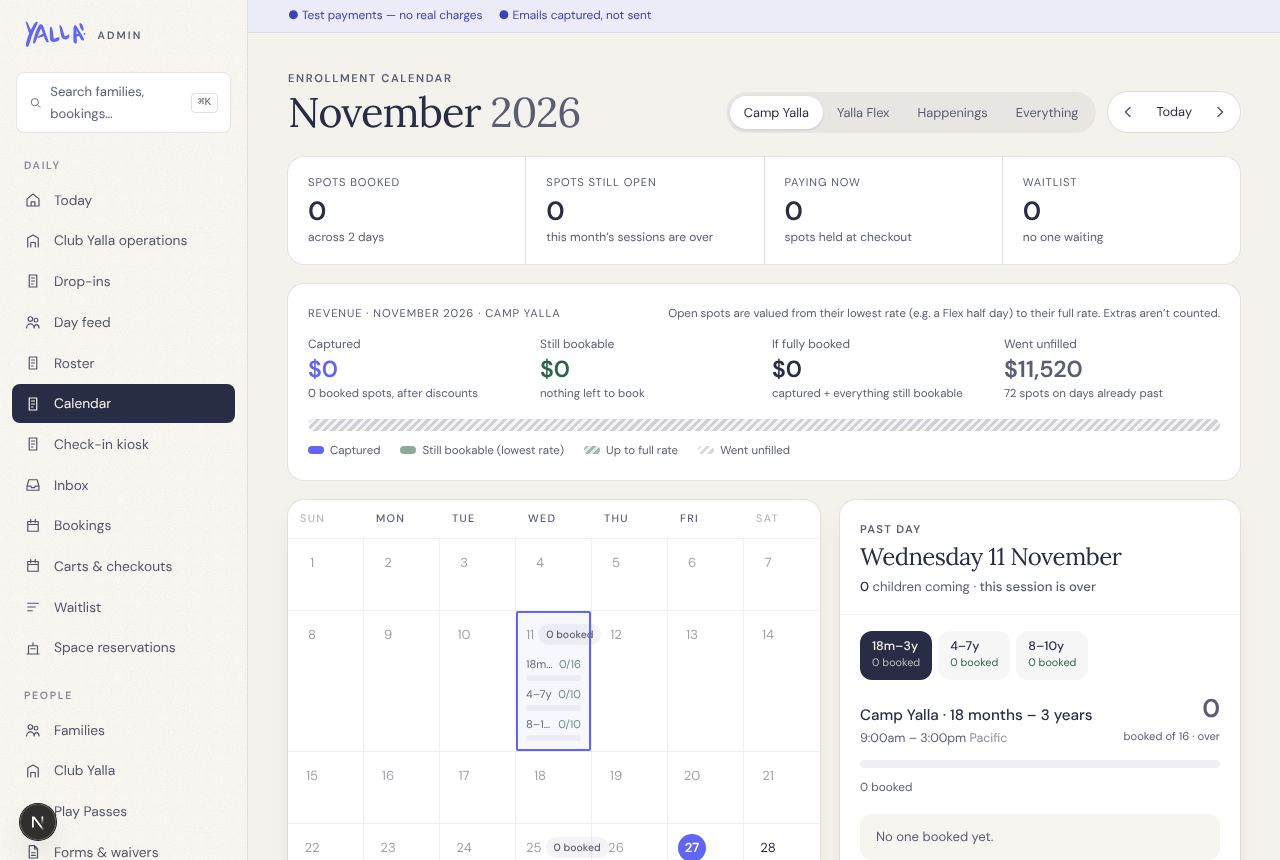 Test payments — no real charges Emails captured, not sent
YALLA ADMIN
Search families, bookings… ⌘K
DAILY
Today
Club Yalla operations
Drop-ins
Day feed
Roster
Calendar
Check-in kiosk
Inbox
Bookings
Carts & checkouts
Waitlist
Space reservations
PEOPLE
Families
Club Yalla
Play Passes
Forms & waivers
N
ENROLLMENT CALENDAR
November 2026
Camp Yalla Yalla Flex Happenings Everything
Today
SPOTS BOOKED
0
across 2 days
SPOTS STILL OPEN
0
this month’s sessions are over
PAYING NOW
0
spots held at checkout
WAITLIST
0
no one waiting
REVENUE · NOVEMBER 2026 · CAMP YALLA
Open spots are valued from their lowest rate (e.g. a Flex half day) to their full rate. Extras aren’t counted.
Captured
$0
0 booked spots, after discounts
Still bookable
$0
nothing left to book
If fully booked
$0
captured + everything still bookable
Went unfilled
$11,520
72 spots on days already past
Captured Still bookable (lowest rate) Up to full rate Went unfilled
SUN MON TUE WED THU FRI SAT
1 2 3 4 5 6 7
8 9 10 11 0 booked 12 13 14
18m… 0/16
4–7y 0/10
8–1… 0/10
15 16 17 18 19 20 21
22 23 24 25 0 booked 26 27 28
PAST DAY
Wednesday 11 November
0 children coming · this session is over
18m–3y
0 booked
4–7y
0 booked
8–10y
0 booked
Camp Yalla · 18 months – 3 years
9:00am – 3:00pm Pacific
0
booked of 16 · over
0 booked
No one booked yet.